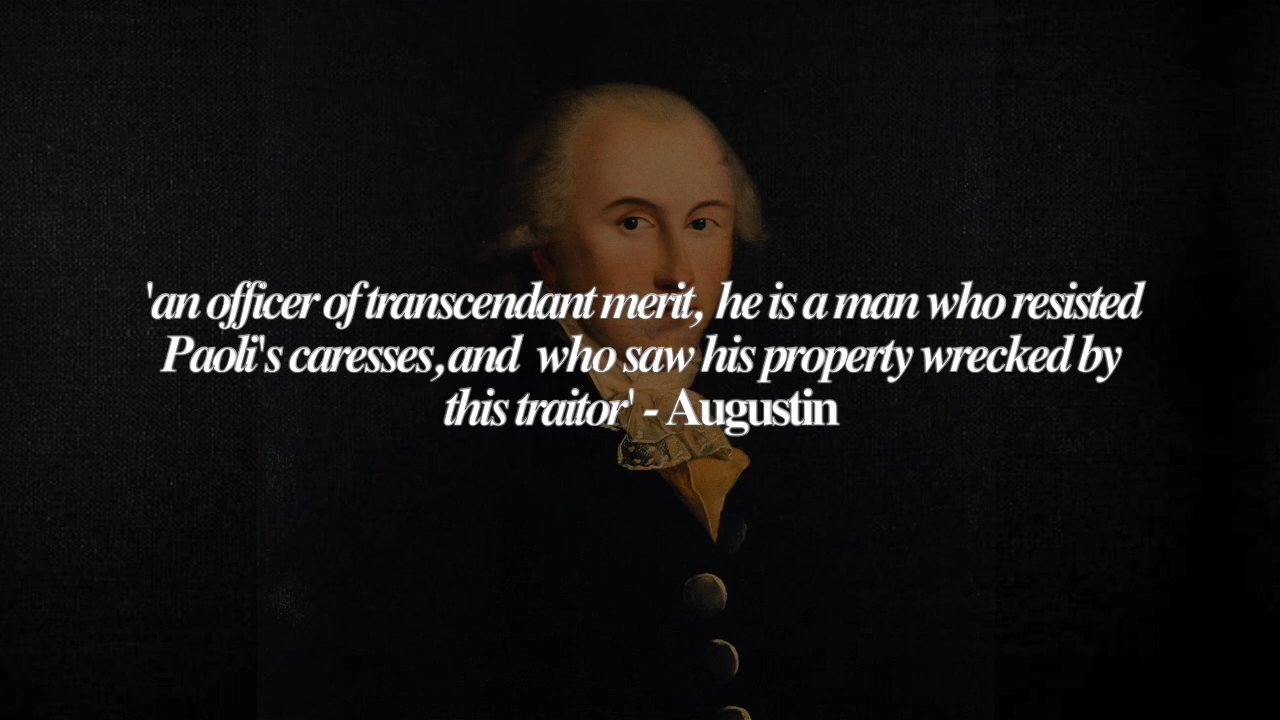 'an officer of transcendant merit, he is a man who resisted
Paoli's caresses,and  who saw his property wrecked by
this traitor' - Augustin